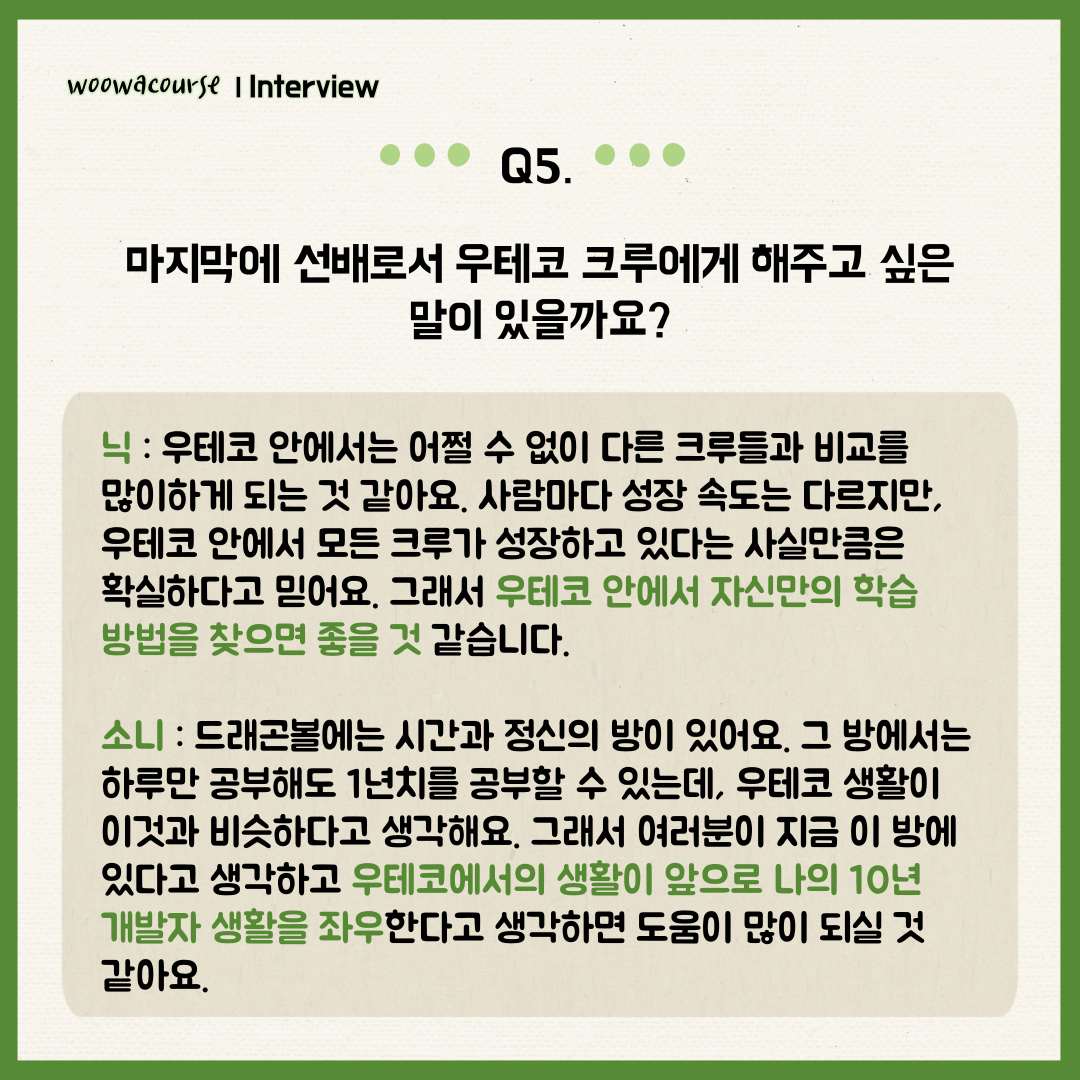 woowacourse | Interview
Q5.
마지막에 선배로서 우테코 크루에게 해주고 싶은
말이 있을까요?
닉 : 우테코 안에서는 어쩔 수 없이 다른 크루들과 비교를
많이하게 되는 것 같아요. 사람마다 성장 속도는 다르지만,
우테코 안에서 모든 크루가 성장하고 있다는 사실만큼은
확실하다고 믿어요. 그래서 우테코 안에서 자신만의 학습
방법을 찾으면 좋을 것 같습니다.
소니 : 드래곤볼에는 시간과 정신의 방이 있어요. 그 방에서는
하루만 공부해도 1년치를 공부할 수 있는데, 우테코 생활이
이것과 비슷하다고 생각해요. 그래서 여러분이 지금 이 방에
있다고 생각하고 우테코에서의 생활이 앞으로 나의 10년
개발자 생활을 좌우한다고 생각하면 도움이 많이 되실 것
같아요.